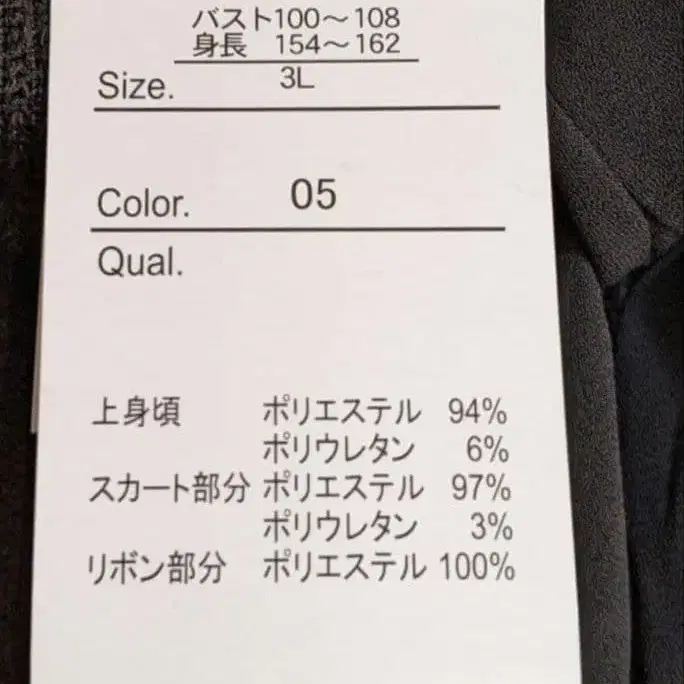 バスト100～108
身長 154～162
Size. 3L
Color. 05
Qual.
上身頃 ポリエステル 94%
ポリウレタン 6%
スカート部分 ポリエステル 97%
ポリウレタン 3%
リボン部分 ポリエステル 100%